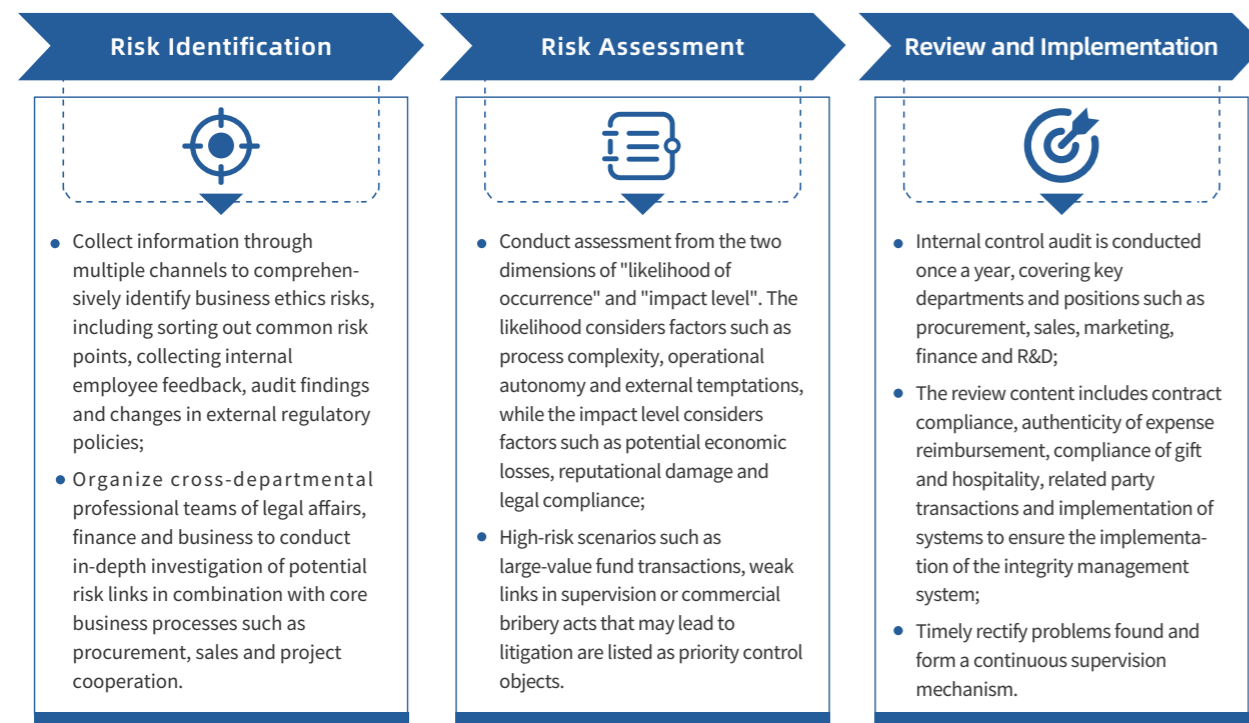 Risk Identification
Collect information through
multiple channels to comprehen-
sively identify business ethics risks,
including sorting out common risk
points, collecting internal
employee feedback, audit findings
and changes in external regulatory
policies;
Organize cross-departmental
professional teams of legal affairs,
finance and business to conduct
in-depth investigation of potential
risk links in combination with core
business processes such as
procurement, sales and project
cooperation.
Risk Assessment
Conduct assessment from the two
dimensions of "likelihood of
occurrence" and "impact level". The
likelihood considers factors such as
process complexity, operational
autonomy and external temptations,
while the impact level considers
factors such as potential economic
losses, reputational damage and
legal compliance;
High-risk scenarios such as
large-value fund transactions, weak
links in supervision or commercial
bribery acts that may lead to
litigation are listed as priority control
objects.
Review and Implementation
Internal control audit is conducted
once a year, covering key
departments and positions such as
procurement, sales, marketing,
finance and R&D;
The review content includes contract
compliance, authenticity of expense
reimbursement, compliance of gift
and hospitality, related party
transactions and implementation of
systems to ensure the implementa-
tion of the integrity management
system;
Timely rectify problems found and
form a continuous supervision
mechanism.